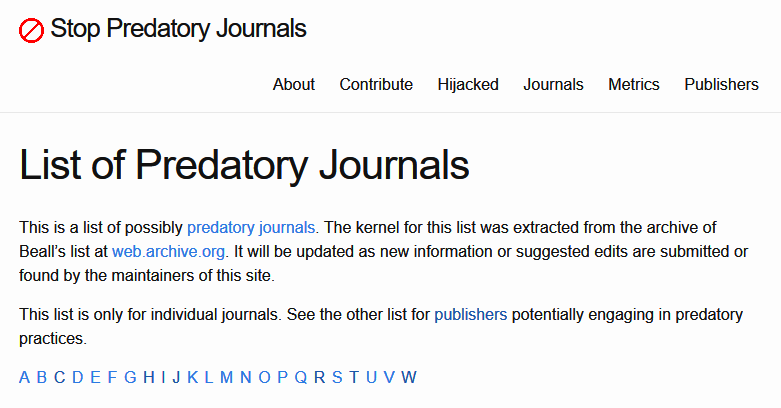 Stop Predatory Journals
About Contribute Hijacked Journals Metrics Publishers
List of Predatory Journals
This is a list of possibly predatory journals. The kernel for this list was extracted from the archive of
Beall's list at web.archive.org. It will be updated as new information or suggested edits are submitted or
found by the maintainers of this site.
This list is only for individual journals. See the other list for publishers potentially engaging in predatory
practices.
A B C D E F G H I J K L M N O P Q R S T U V W